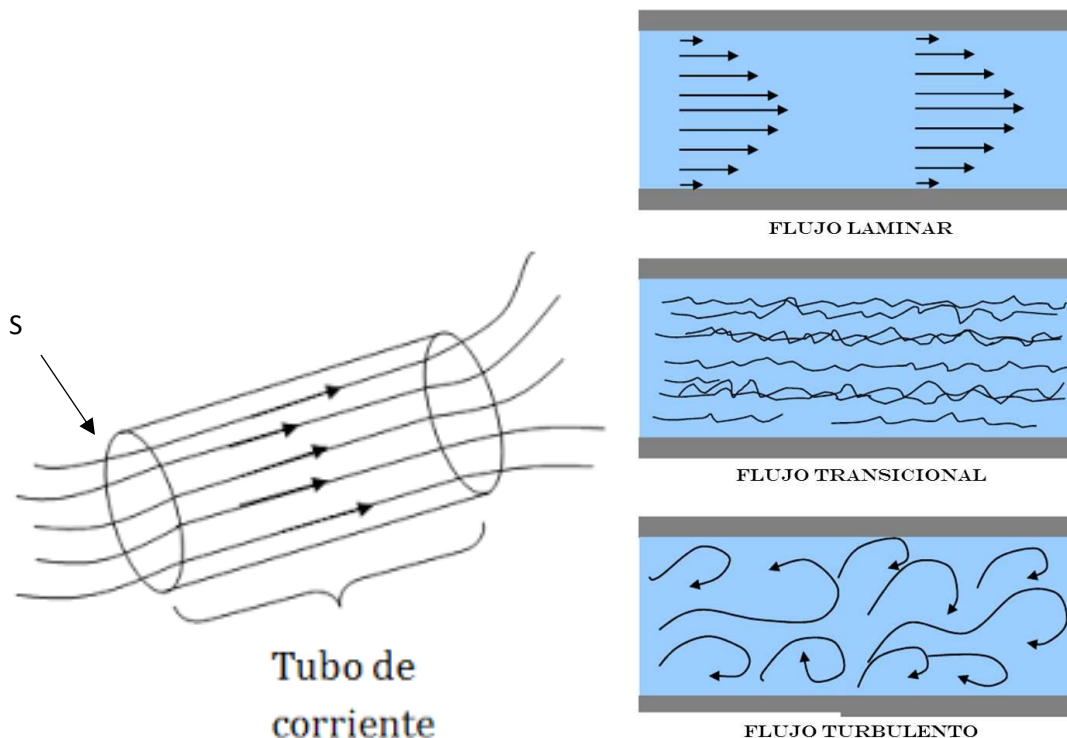 S
Tubo de
corriente
FLUJO LAMINAR
FLUJO TRANSICIONAL
FLUJO TURBULENTO